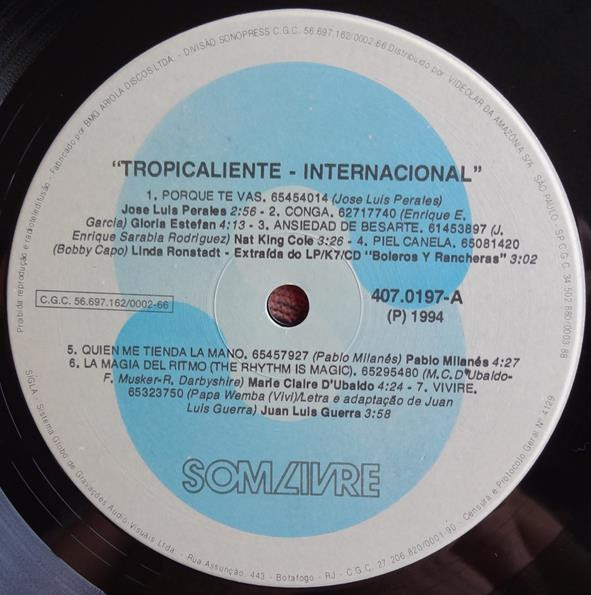 Proibida reprodução, e radioteledifusão. - Fabricado por BMG ARIOLA DISCOS LTDA. - DIVISÃO SONOPRESS C.G.C. 56.697.162/0002-66. Distribuído por VIDEOLAR DA AMAZÔNIA S/A - SÃO PAULO - SP C.G.C. 34.502.880/0003 88
"TROPICALIENTE - INTERNACIONAL"
1. PORQUE TE VAS. 65454014 (Jose Luis Perales)
Jose Luis Perales 2:56 - 2. CONGA. 62717740 (Enrique E.
Garcia) Gloria Estefan 4:13 - 3. ANSIEDAD DE BESARTE. 61453897 (J.
Enrique Sarabia Rodriguez) Nat King Cole 3:26 - 4. PIEL CANELA. 65081420
(Bobby Capo) Linda Ronstadt - Extraída do LP/K7/CD "Boleros Y Rancheras" 3:02
C.G.C. 56.697.162/0002-66
407.0197-A
(P) 1994
5. QUIEN ME TIENDA LA MANO. 65457927 (Pablo Milanés) Pablo Milanés 4:27
6. LA MAGIA DEL RITMO (THE RHYTHM IS MAGIC). 65295480 (M.C.D'Ubaldo-
F. Musker-R. Darbyshire) Marie Claire D'Ubaldo 4:24 - 7. VIVIRE.
65323750 (Papa Wemba (Vivi)/Letra e adaptação de Juan
Luis Guerra) Juan Luis Guerra 3:58
SOM LIVRE
SIGLA - Sistema Globo de Gravações Audio-Visuais Ltda. - Rua Assunção, 443 - Botafogo - RJ - C.G.C. 27.206.820/0001-90 - Censura e Protocolo Geral Nº 4129